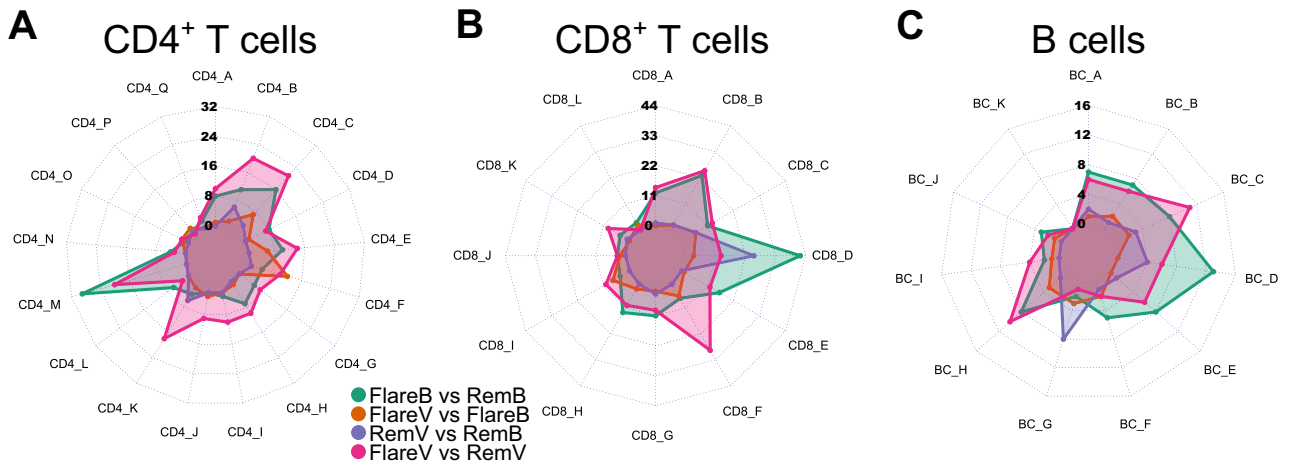 A
CD4+ T cells
CD4_A
CD4_B
CD4_C
CD4_D
CD4_E
CD4_F
CD4_G
CD4_H
CD4_I
CD4_J
CD4_K
CD4_L
CD4_M
CD4_N
CD4_O
CD4_P
CD4_Q
32
24
16
8
0
B
CD8+ T cells
CD8_A
CD8_B
CD8_C
CD8_D
CD8_E
CD8_F
CD8_G
CD8_H
CD8_I
CD8_J
CD8_K
CD8_L
44
33
22
11
0
C
B cells
BC_A
BC_B
BC_C
BC_D
BC_E
BC_F
BC_G
BC_H
BC_I
BC_J
BC_K
16
12
8
4
0
FlareB vs RemB
FlareV vs FlareB
RemV vs RemB
FlareV vs RemV